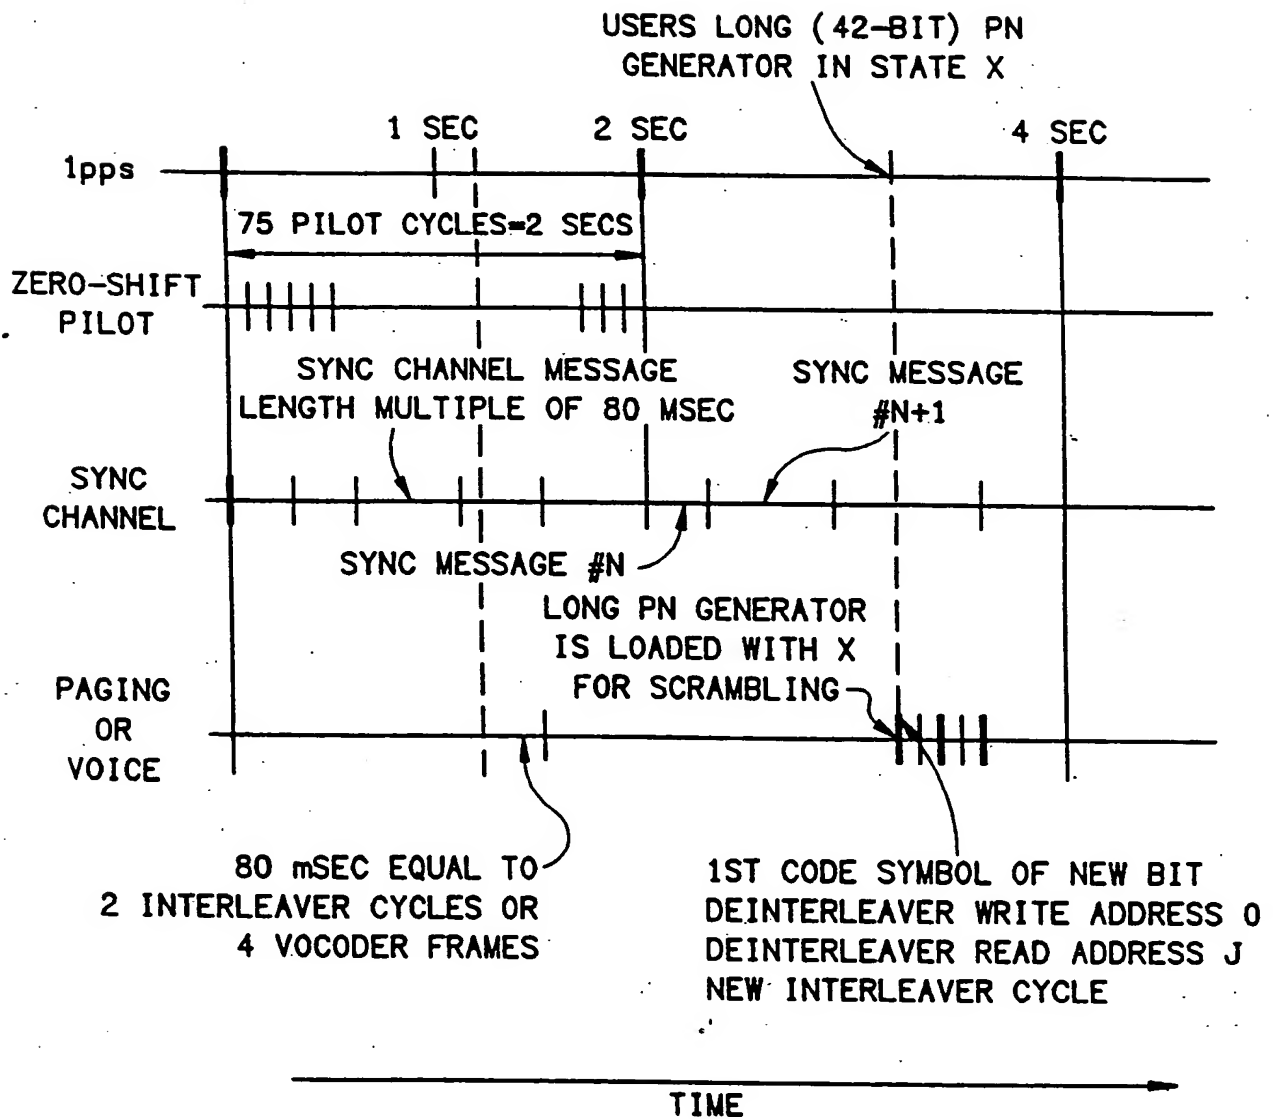 USERS LONG (42-BIT) PN
GENERATOR IN STATE X
1 SEC
2 SEC
4 SEC
1pps
75 PILOT CYCLES=2 SECS
ZERO-SHIFT
PILOT
SYNC CHANNEL MESSAGE
LENGTH MULTIPLE OF 80 MSEC
SYNC MESSAGE
#N+1
SYNC
CHANNEL
SYNC MESSAGE #N
LONG PN GENERATOR
IS LOADED WITH X
FOR SCRAMBLING
PAGING
OR
VOICE
80 mSEC EQUAL TO
2 INTERLEAVER CYCLES OR
4 VOCODER FRAMES
1ST CODE SYMBOL OF NEW BIT
DEINTERLEAVER WRITE ADDRESS 0
DEINTERLEAVER READ ADDRESS J
NEW INTERLEAVER CYCLE
TIME